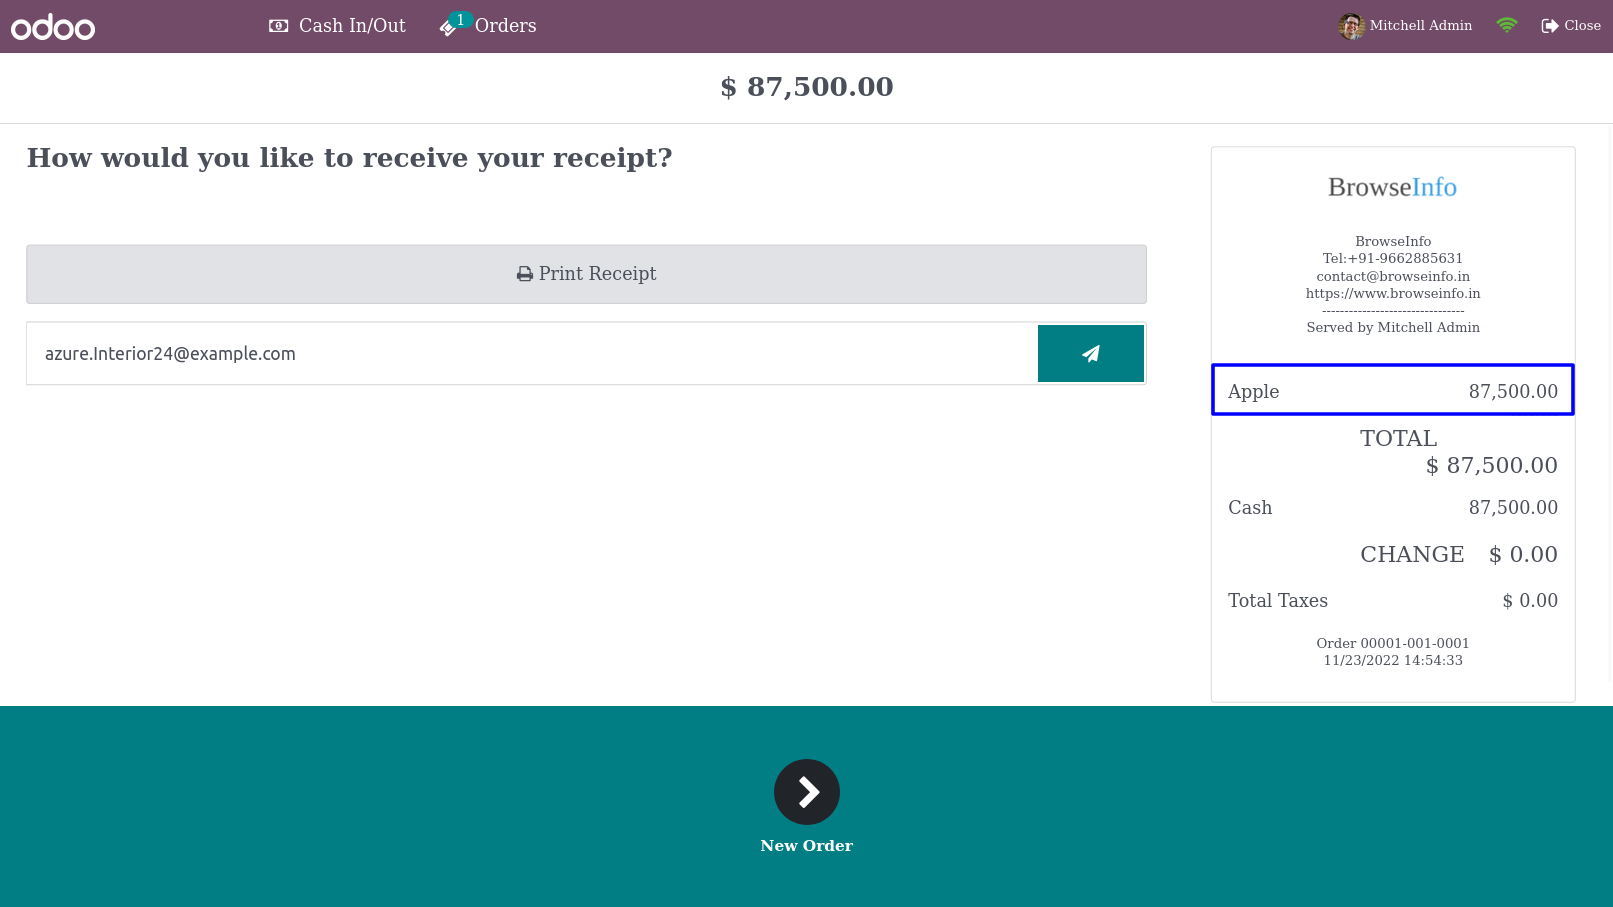 odoo
Cash In/Out
1
Orders
Mitchell Admin
Close
$ 87,500.00
How would you like to receive your receipt?
Print Receipt
azure.Interior24@example.com
BrowseInfo
BrowseInfo
Tel:+91-9662885631
contact@browseinfo.in
https://www.browseinfo.in
--------------------------------
Served by Mitchell Admin
Apple 87,500.00
TOTAL
$ 87,500.00
Cash 87,500.00
CHANGE $ 0.00
Total Taxes $ 0.00
Order 00001-001-0001
11/23/2022 14:54:33
New Order